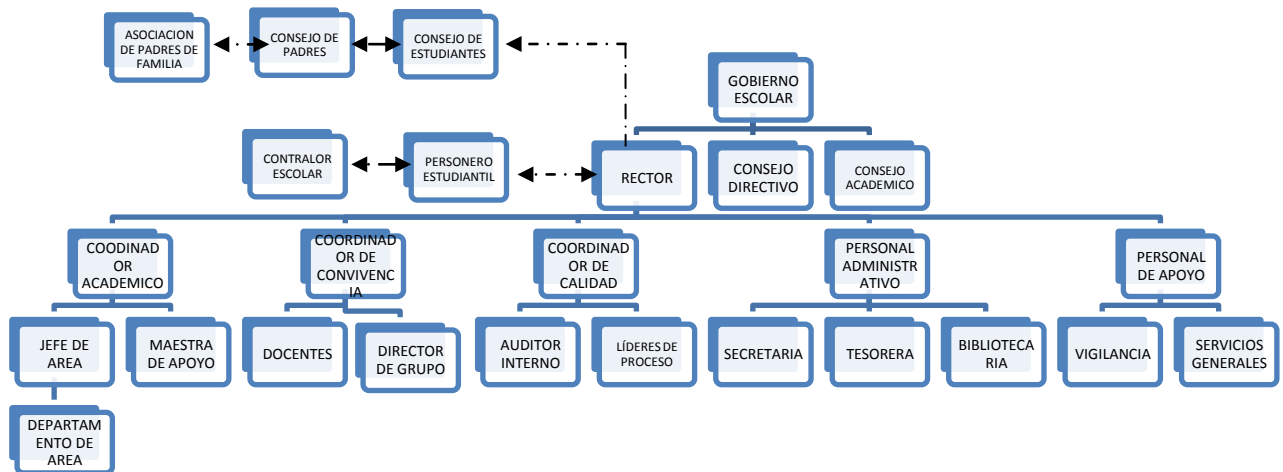 ASOCIACION
DE PADRES DE
FAMILIA
CONSEJO DE
PADRES
CONSEJO DE
ESTUDIANTES
GOBIERNO
ESCOLAR
CONTRALOR
ESCOLAR
PERSONERO
ESTUDIANTIL
RECTOR
CONSEJO
DIRECTIVO
CONSEJO
ACADEMICO
COODINAD
OR
ACADEMICO
COORDINAD
OR DE
CONVIVENC
IA
COORDINAD
OR DE
CALIDAD
PERSONAL
ADMINISTR
ATIVO
PERSONAL
DE APOYO
JEFE DE
AREA
MAESTRA
DE APOYO
DOCENTES
DIRECTOR
DE GRUPO
AUDITOR
INTERNO
LÍDERES DE
PROCESO
SECRETARIA
TESORERA
BIBLIOTECA
RIA
VIGILANCIA
SERVICIOS
GENERALES
DEPARTAM
ENTO DE
AREA